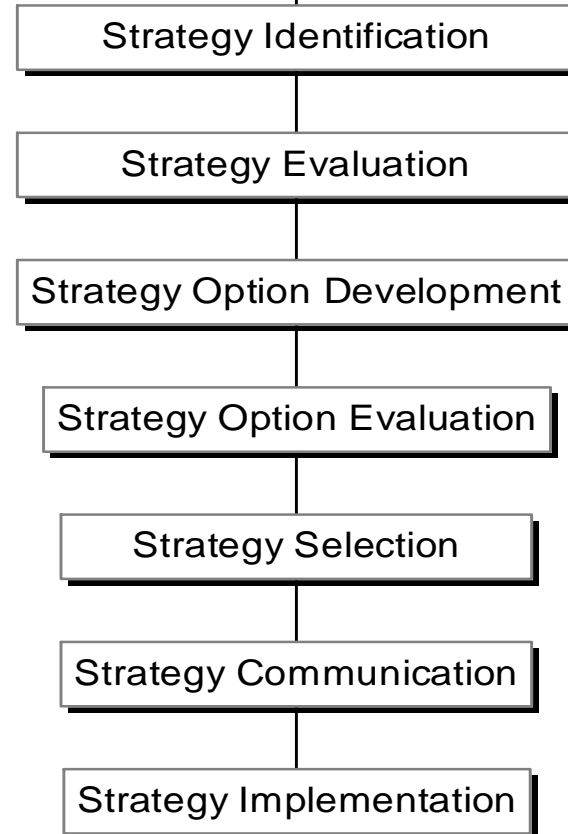 Strategy Identification
Strategy Evaluation
Strategy Option Development
Strategy Option Evaluation
Strategy Selection
Strategy Communication
Strategy Implementation